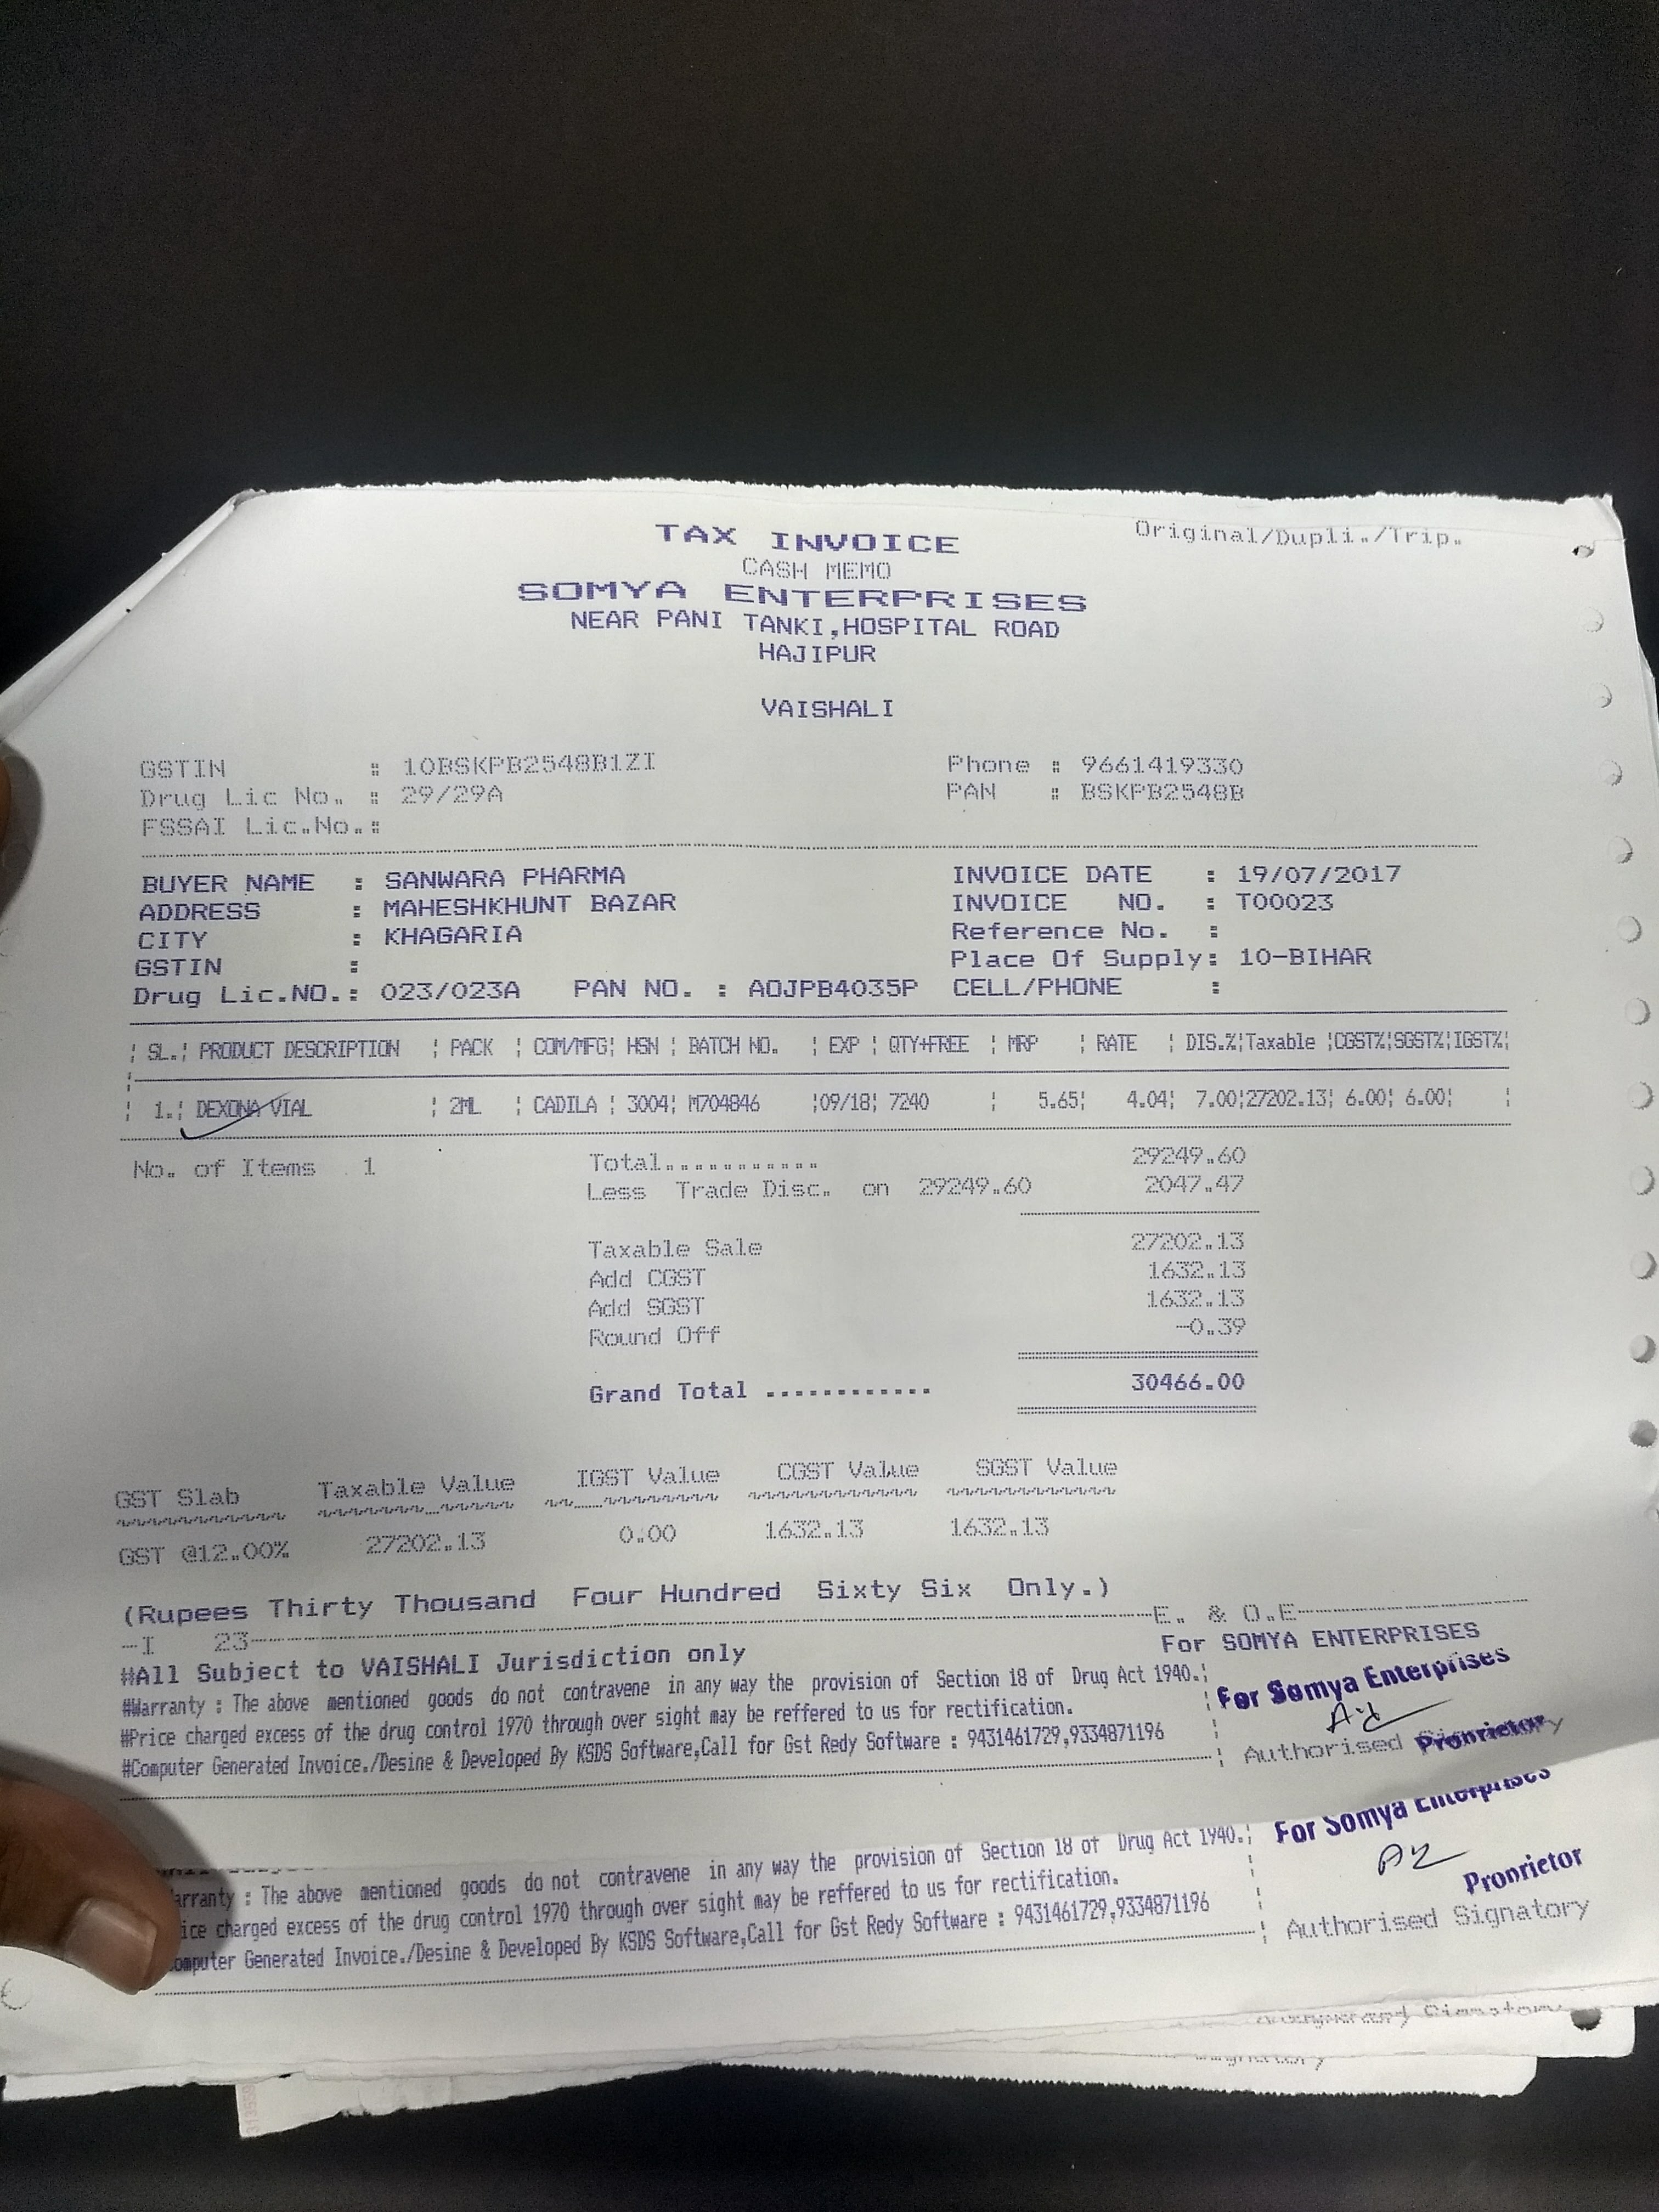 Original/Dupli./Trip.
TAX INVOICE
CASH MEMO
SOMYA ENTERPRISES
NEAR PANI TANKI,HOSPITAL ROAD
HAJIPUR
VAISHALI
GSTIN : 10BSKPB2548B1ZI Phone : 9661419330
Drug Lic No. : 29/29A PAN : BSKPB2548B
FSSAI Lic.No.:
BUYER NAME : SANWARA PHARMA INVOICE DATE : 19/07/2017
ADDRESS : MAHESHKHUNT BAZAR INVOICE NO. : T00023
CITY : KHAGARIA Reference No. :
GSTIN : Place Of Supply: 10-BIHAR
Drug Lic.NO.: 023/023A PAN NO. : AOJPB4035P CELL/PHONE :
SL. PRODUCT DESCRIPTION PACK COM/MFG HSN BATCH NO. EXP QTY+FREE MRP RATE DIS.% Taxable CGST% SGST% IGST%
1. DEXONA VIAL 2ML CADILA 3004 M704846 09/18 7240 5.65 4.04 7.00 27202.13 6.00 6.00
No. of Items 1 Total........... 29249.60
Less Trade Disc. on 29249.60 2047.47
Taxable Sale 27202.13
Add CGST 1632.13
Add SGST 1632.13
Round Off -0.39
Grand Total ............ 30466.00
GST Slab Taxable Value IGST Value CGST Value SGST Value
GST @12.00% 27202.13 0.00 1632.13 1632.13
(Rupees Thirty Thousand Four Hundred Sixty Six Only.)
-I 23 E. & O.E
#All Subject to VAISHALI Jurisdiction only For SOMYA ENTERPRISES
#Warranty : The above mentioned goods do not contravene in any way the provision of Section 18 of Drug Act 1940. For Somya Enterprises
#Price charged excess of the drug control 1970 through over sight may be reffered to us for rectification.
#Computer Generated Invoice./Desine & Developed By KSDS Software,Call for Gst Redy Software : 9431461729,9334871196 Authorised Signatory
Proprietor
For Somya Enterprises
arranty : The above mentioned goods do not contravene in any way the provision of Section 18 of Drug Act 1940.
ice charged excess of the drug control 1970 through over sight may be reffered to us for rectification. Proprietor
omputer Generated Invoice./Desine & Developed By KSDS Software,Call for Gst Redy Software : 9431461729,9334871196 Authorised Signatory
Signatory